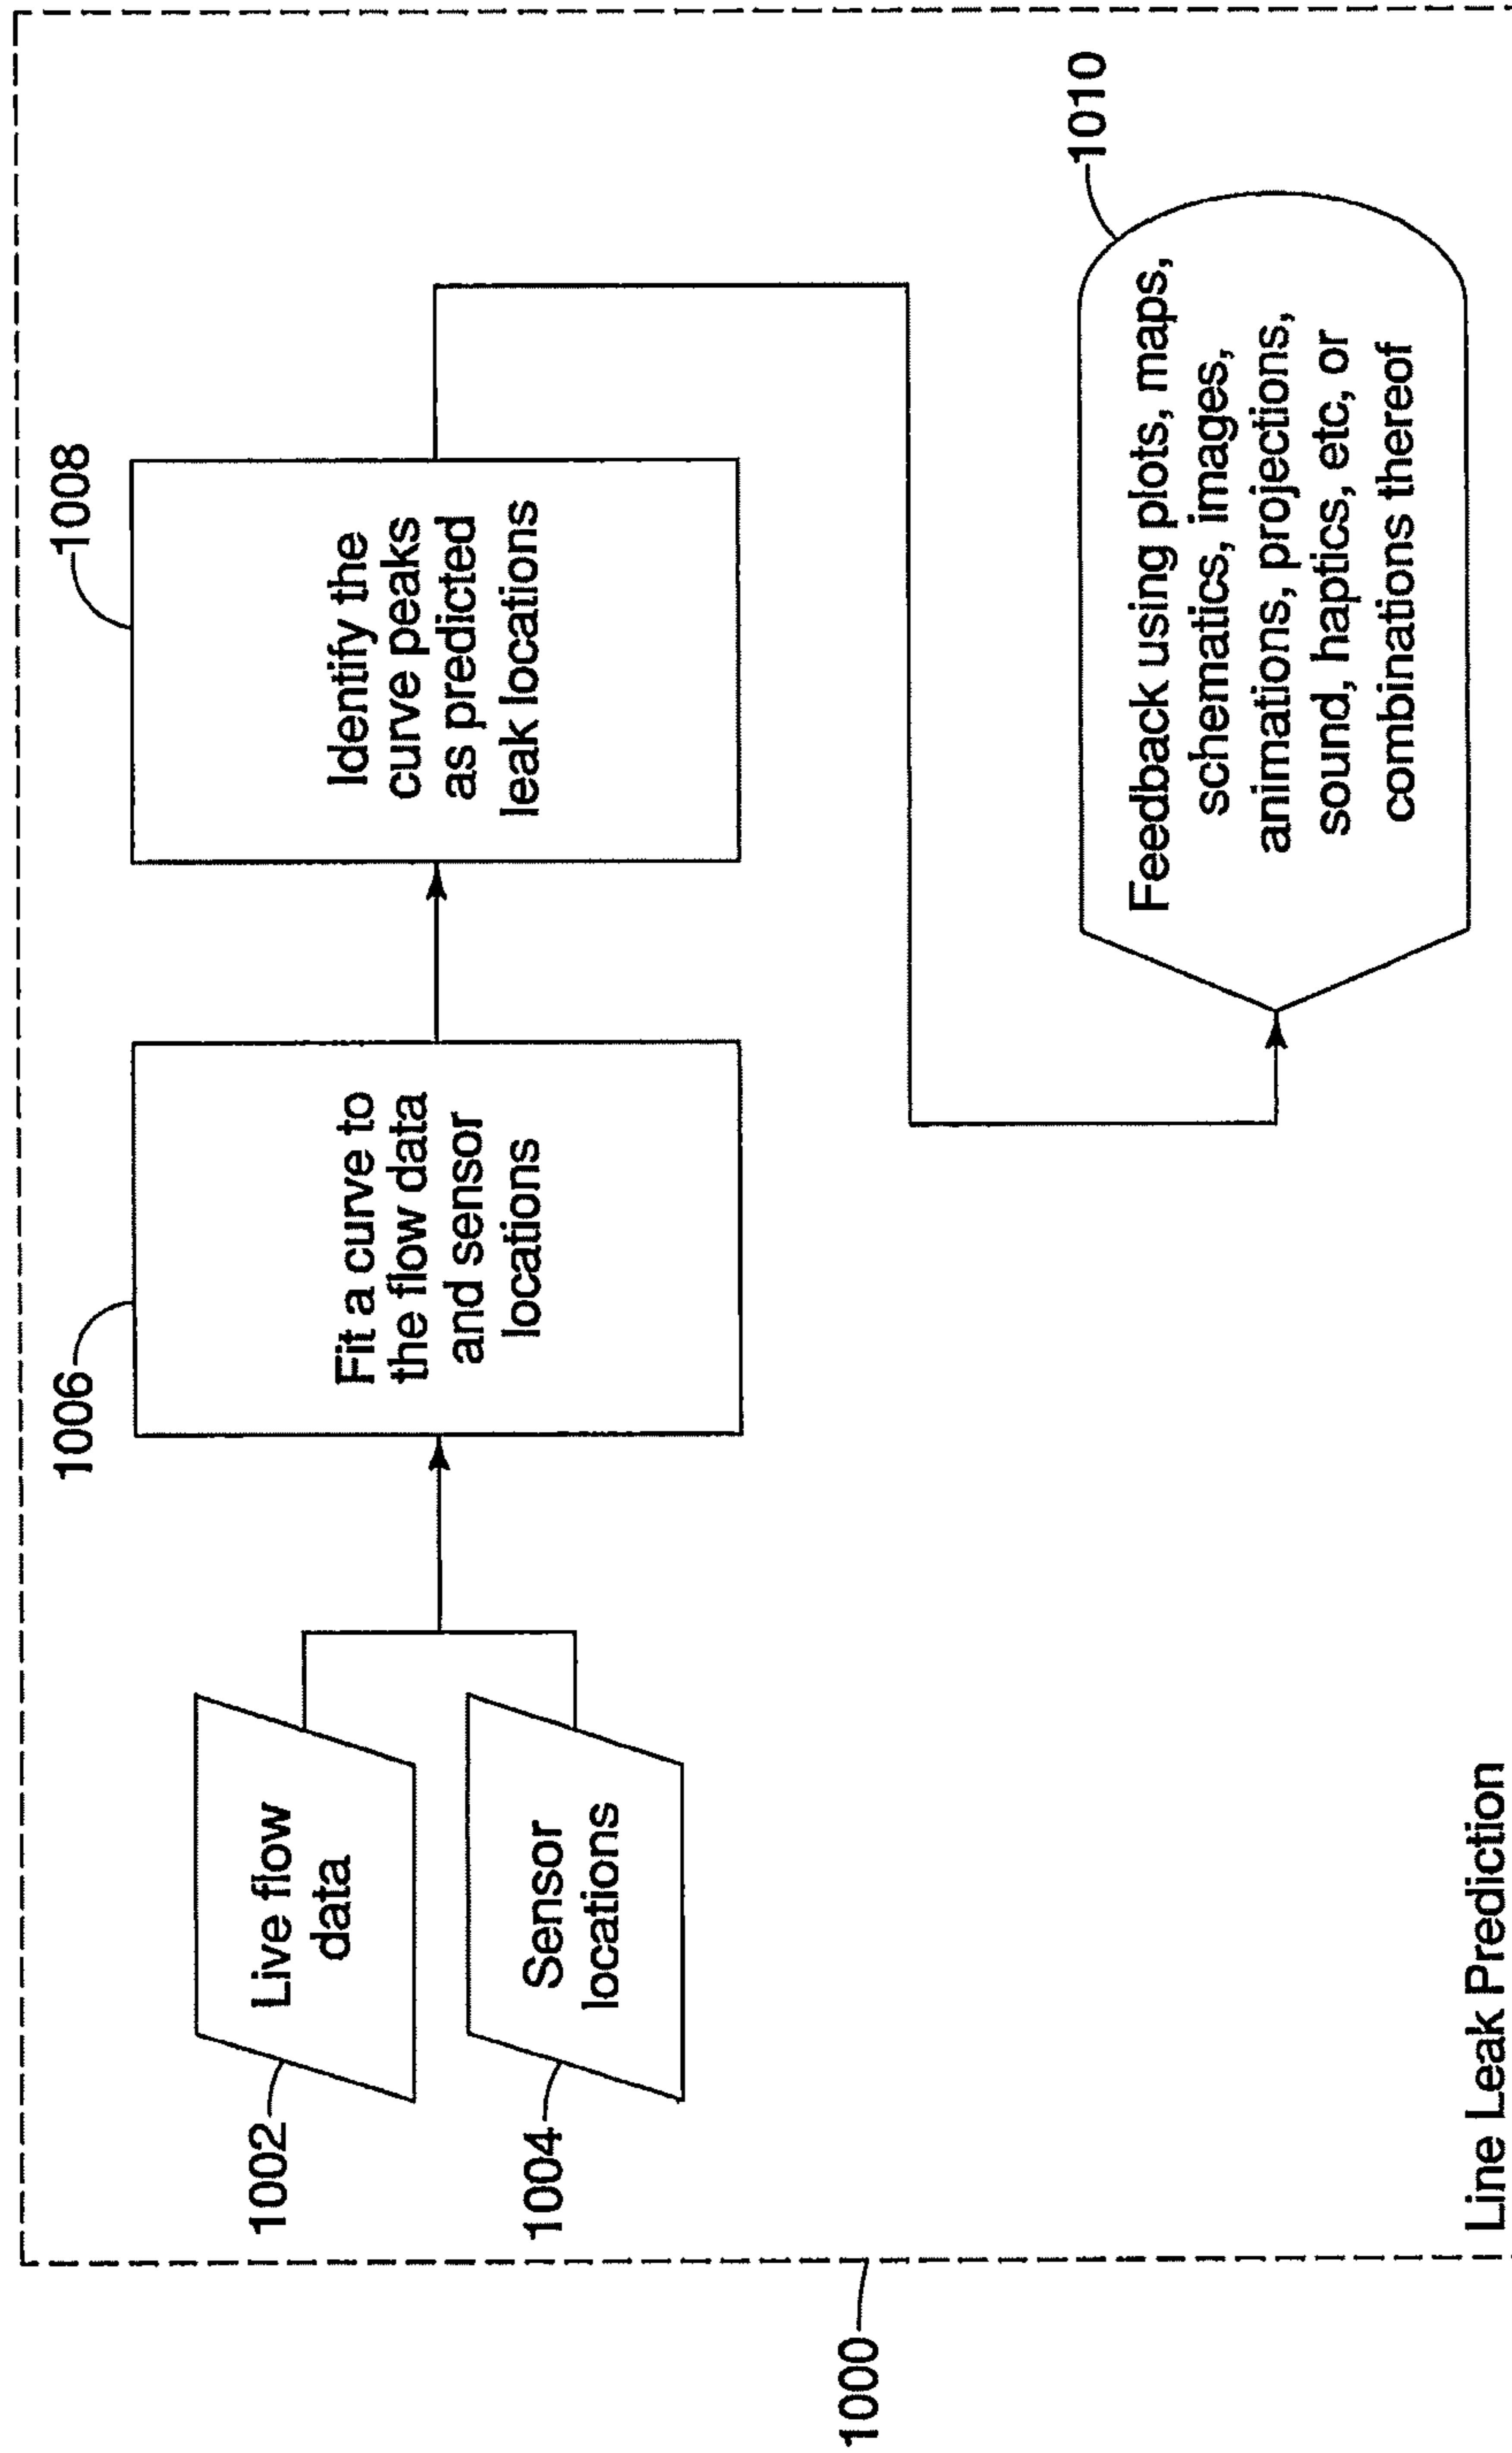 1002
Live flow
data
1004
Sensor
locations
1006
Fit a curve to
the flow data
and sensor
locations
1008
Identify the
curve peaks
as predicted
leak locations
1010
Feedback using plots, maps,
schematics, images,
animations, projections,
sound, haptics, etc, or
combinations thereof
1000
Line Leak Prediction